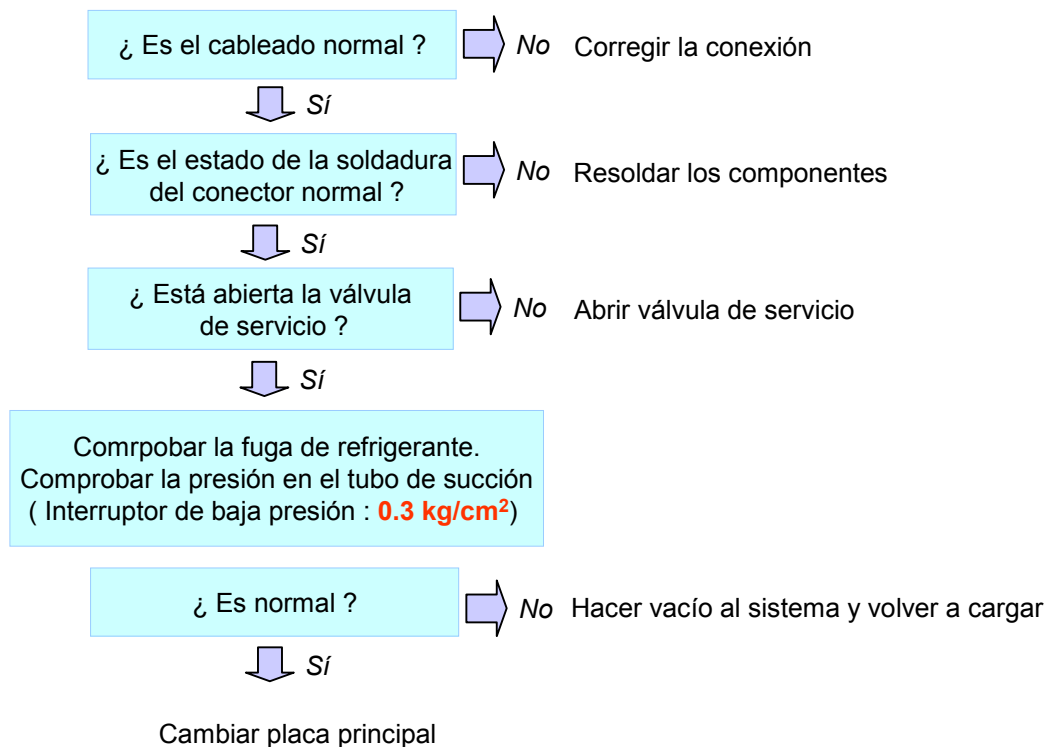 ¿ Es el cableado normal ?
No Corregir la conexión
Sí
¿ Es el estado de la soldadura
del conector normal ?
No Resoldar los componentes
Sí
¿ Está abierta la válvula
de servicio ?
No Abrir válvula de servicio
Sí
Comrpobar la fuga de refrigerante.
Comprobar la presión en el tubo de succión
( Interruptor de baja presión : 0.3 kg/cm²)
¿ Es normal ?
No Hacer vacío al sistema y volver a cargar
Sí
Cambiar placa principal